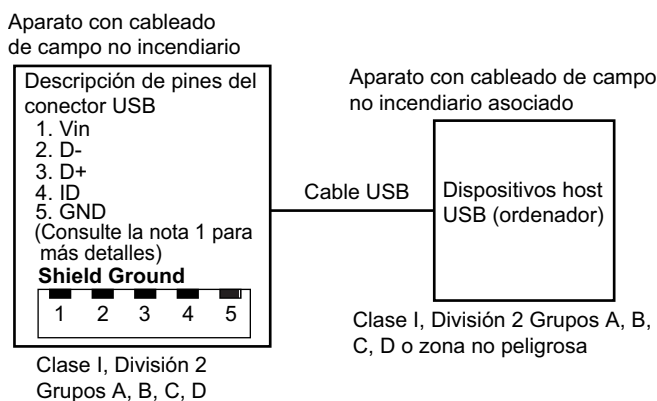 Aparato con cableado
de campo no incendiario
Descripción de pines del
conector USB
1. Vin
2. D-
3. D+
4. ID
5. GND
(Consulte la nota 1 para
más detalles)
Shield Ground
1 2 3 4 5
Clase I, División 2
Grupos A, B, C, D
Cable USB
Aparato con cableado de campo
no incendiario asociado
Dispositivos host
USB (ordenador)
Clase I, División 2 Grupos A, B,
C, D o zona no peligrosa